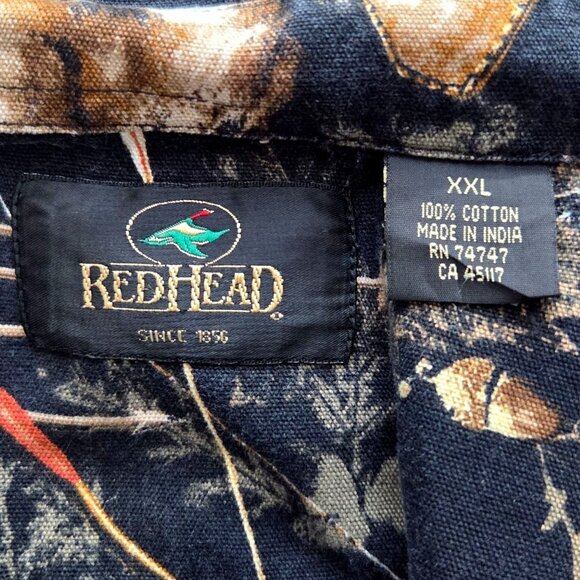 REDHEAD
SINCE 1856
XXL
100% COTTON
MADE IN INDIA
RN 74747
CA 45117